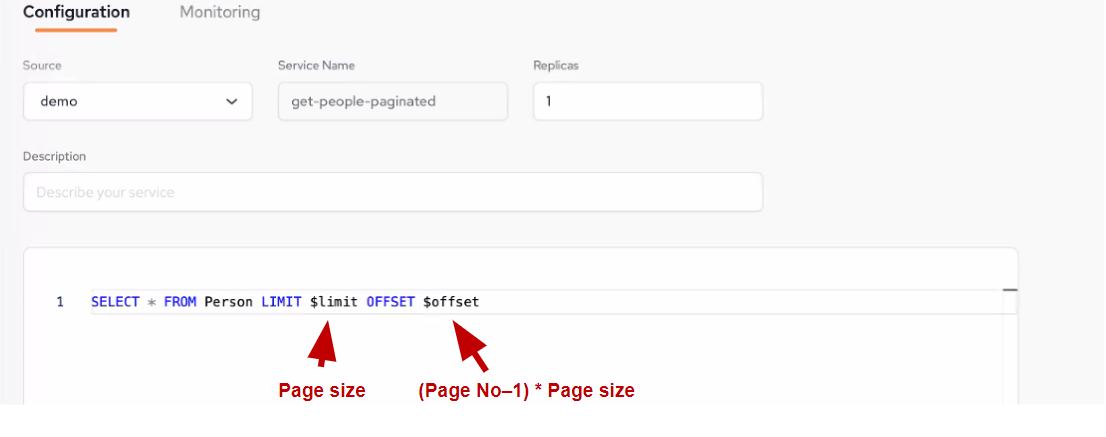 Configuration Monitoring
Source Service Name Replicas
demo get-people-paginated 1
Description
Describe your service
1 SELECT * FROM Person LIMIT $limit OFFSET $offset
Page size (Page No–1) * Page size